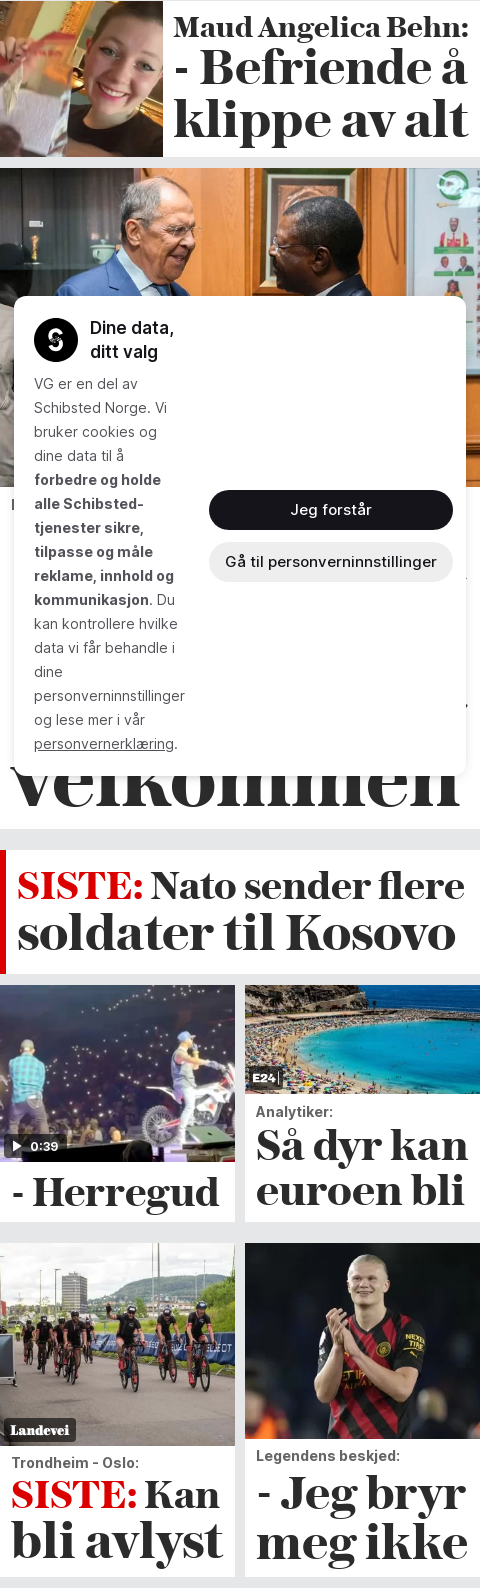 Maud Angelica Behn:
- Befriende å
klippe av alt
Dine data,
ditt valg
VG er en del av
Schibsted Norge. Vi
bruker cookies og
dine data til å
forbedre og holde
alle Schibsted-
tjenester sikre,
tilpasse og måle
reklame, innhold og
kommunikasjon. Du
kan kontrollere hvilke
data vi får behandle i
dine
personverninnstillinger
og lese mer i vår
personvernerklæring.
Jeg forstår
Gå til personverninnstillinger
velkommen
SISTE: Nato sender flere
soldater til Kosovo
0:39
- Herregud
E24
Analytiker:
Så dyr kan
euroen bli
Landevei
Trondheim - Oslo:
SISTE: Kan
bli avlyst
NEXEN
TIRE
Legendens beskjed:
- Jeg bryr
meg ikke